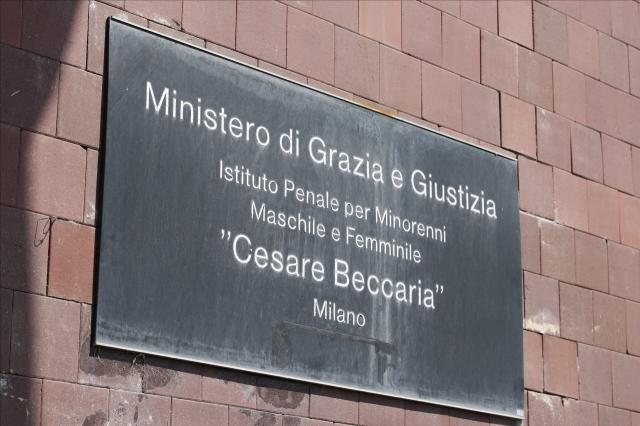 Ministero di Grazia e Giustizia
Istituto Penale per Minorenni
Maschile e Femminile
"Cesare Beccaria"
Milano